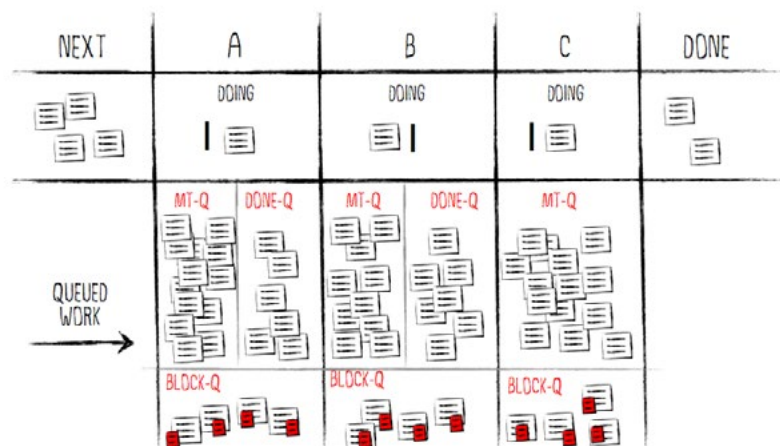 NEXT
A
B
C
DONE
DOING
DOING
DOING
MT-Q
DONE-Q
MT-Q
DONE-Q
MT-Q
QUEUED
WORK
BLOCK-Q
BLOCK-Q
BLOCK-Q